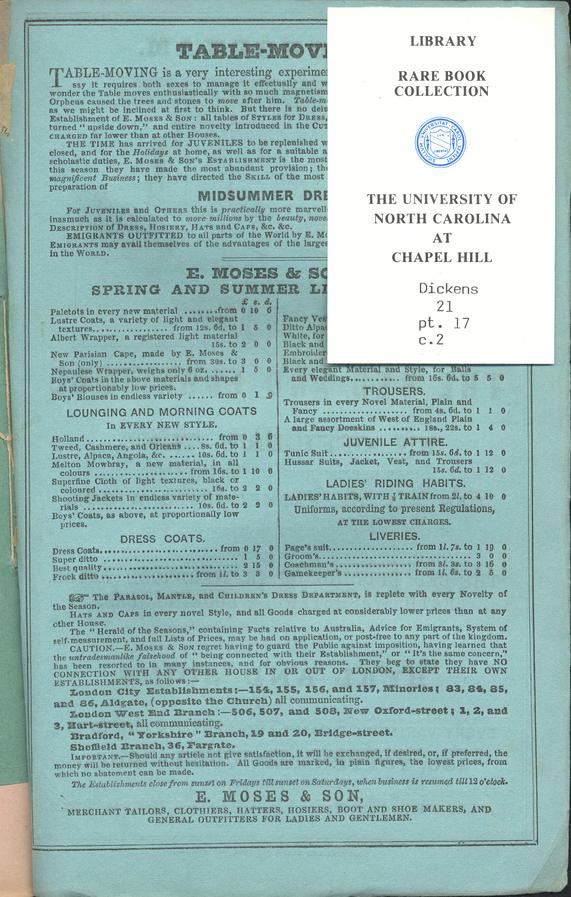 TABLE-MOVI
TABLE-MOVING is a very interesting experime
say it requires both sexes to manage it effectually and w
wonder the Table moves enthusiastically with so much magnetism
Orpheus caused the trees and stones to move after him. Table-m
as we might be inclined at first to think. But there is no delu
Establishment of E. MOSES & SON: all tables of STYLES for DRESS,
turned "upside down," and entire novelty introduced in the CUT
CHARGED far lower than at other Houses.
THE TIME has arrived for JUVENILES to be replenished w
closed, and for the Holidays at home, as well as for a suitable a
scholastic duties, E. MOSES & SON'S ESTABLISHMENT is the most
this season they have made the most abundant provision; the
magnificent Business; they have directed the SKILL of the most
preparation of
MIDSUMMER DRE
For JUVENILES and OTHERS this is practically more marvell
inasmuch as it is calculated to move millions by the beauty, nove
DESCRIPTION OF DRESS, HOSIERY, HATS and CAPS, &c. &c.
EMIGRANTS OUTFITTED to all parts of the World by E. MO
EMIGRANTS may avail themselves of the advantages of the larges
in the WORLD.
E. MOSES & SO
SPRING AND SUMMER LI
£ s. d.
Paletots in every new material ........from 0 10 6
Lustre Coats, a variety of light and elegant
textures................ from 12s. 6d. to 1 5 0
Albert Wrapper, a registered light material
15s. to 2 0 0
New Parisian Cape, made by E. Moses &
Son (only) .............. from 30s. to 3 0 0
Nepaulese Wrapper, weighs only 6 oz. ...... 1 5 0
Boys' Coats in the above materials and shapes
at proportionably low prices.
Boys' Blouses in endless variety ...... from 0 1 9
LOUNGING AND MORNING COATS
In EVERY NEW STYLE.
Holland........................... from 0 3 6
Tweed, Cashmere, and Orleans .... 8s. 6d. to 1 1 0
Lustre, Alpaca, Angola, &c. ...... 10s. 6d. to 1 1 0
Melton Mowbray, a new material, in all
colours .................. from 16s. to 1 10 0
Superfine Cloth of light textures, black or
coloured .................... 16s. to 2 2 0
Shooting Jackets in endless variety of mate-
rials .................... 10s. 6d. to 2 2 0
Boys' Coats, as above, at proportionally low
prices.
DRESS COATS.
Dress Coats.................... from 0 17 0
Super ditto .................... 1 5 0
Best quality.................... 2 15 0
Frock ditto .............. from 1l. to 3 3 0
Fancy Ves
Ditto Alpa
White, for
Black and
Embroider
Black and
Every elegant Material and Style, for Balls
and Weddings.......... from 16s. 6d. to 5 5 0
TROUSERS.
Trousers in every Novel Material, Plain and
Fancy ................ from 4s. 6d. to 1 1 0
A large assortment of West of England Plain
and Fancy Doeskins ...... 18s., 22s. to 1 4 0
JUVENILE ATTIRE.
Tunic Suit .............. from 15s. 6d. to 1 12 0
Hussar Suits, Jacket, Vest, and Trousers
15s. 6d. to 1 12 0
LADIES' RIDING HABITS.
LADIES' HABITS, WITH ¾ TRAIN from 2l. to 4 10 0
Uniforms, according to present Regulations,
AT THE LOWEST CHARGES.
LIVERIES.
Page's suit................ from 1l. 7s. to 1 10 0
Groom's .................... 3 0 0
Coachman's .............. from 3l. 3s. to 3 16 0
Gamekeeper's ............ from 1l. 6s. to 2 5 0
☞ The PARASOL, MANTLE, and CHILDREN'S DRESS DEPARTMENT, is replete with every Novelty of
the Season.
HATS AND CAPS in every novel Style, and all Goods charged at considerably lower prices than at any
other House.
The "Herald of the Seasons," containing Facts relative to Australia, Advice for Emigrants, System of
self-measurement, and full Lists of Prices, may be had on application, or post-free to any part of the kingdom.
CAUTION.—E. MOSES & SON regret having to guard the Public against imposition, having learned that
the untradesmanlike falsehood of "being connected with their Establishment," or "It's the same concern,"
has been resorted to in many instances, and for obvious reasons. They beg to state they have NO
CONNECTION WITH ANY OTHER HOUSE IN OR OUT OF LONDON, EXCEPT THEIR OWN
ESTABLISHMENTS, as follows:—
London City Establishments:—154, 155, 156, and 157, Minories; 83, 84, 85,
and 86, Aldgate, (opposite the Church) all communicating.
London West End Branch:—506, 507, and 508, New Oxford-street; 1, 2, and
3, Hart-street, all communicating.
Bradford, "Yorkshire" Branch, 19 and 20, Bridge-street.
Sheffield Branch, 36, Fargate.
IMPORTANT.—Should any article not give satisfaction, it will be exchanged, if desired, or, if preferred, the
money will be returned without hesitation. All Goods are marked, in plain figures, the lowest prices, from
which no abatement can be made.
The Establishments close from sunset on Fridays till sunset on Saturdays, when business is resumed till 12 o'clock.
E. MOSES & SON,
MERCHANT TAILORS, CLOTHIERS, HATTERS, HOSIERS, BOOT AND SHOE MAKERS, AND
GENERAL OUTFITTERS FOR LADIES AND GENTLEMEN.
LIBRARY
RARE BOOK
COLLECTION
THE UNIVERSITY OF
NORTH CAROLINA
AT
CHAPEL HILL
Dickens
21
pt. 17
c.2